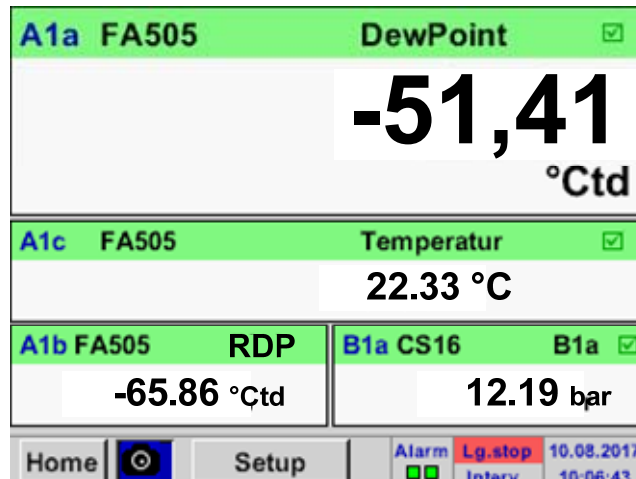 A1a FA505 DewPoint
-51,41
°Ctd
A1c FA505 Temperatur
22.33 °C
A1b FA505 RDP B1a CS16 B1a
-65.86 °Ctd 12.19 bar
Home Setup Alarm Lg.stop 10.08.2017
Interv. 10:06:43